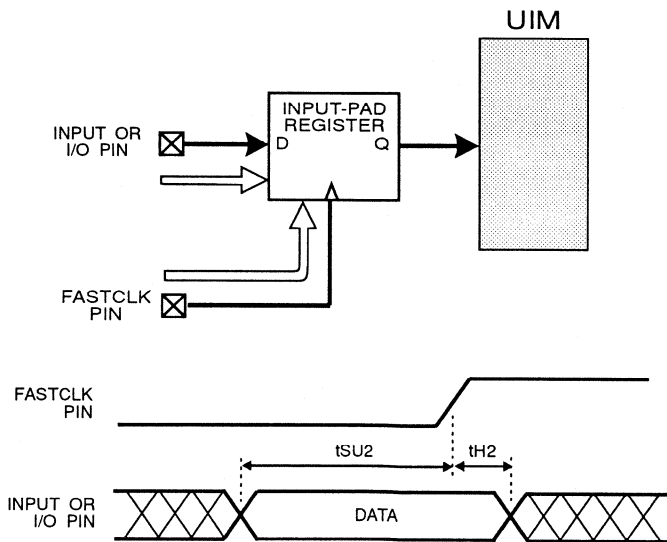 UIM
INPUT-PAD
REGISTER
D
Q
INPUT OR
I/O PIN
FASTCLK
PIN
FASTCLK
PIN
tSU2
tH2
INPUT OR
I/O PIN
DATA